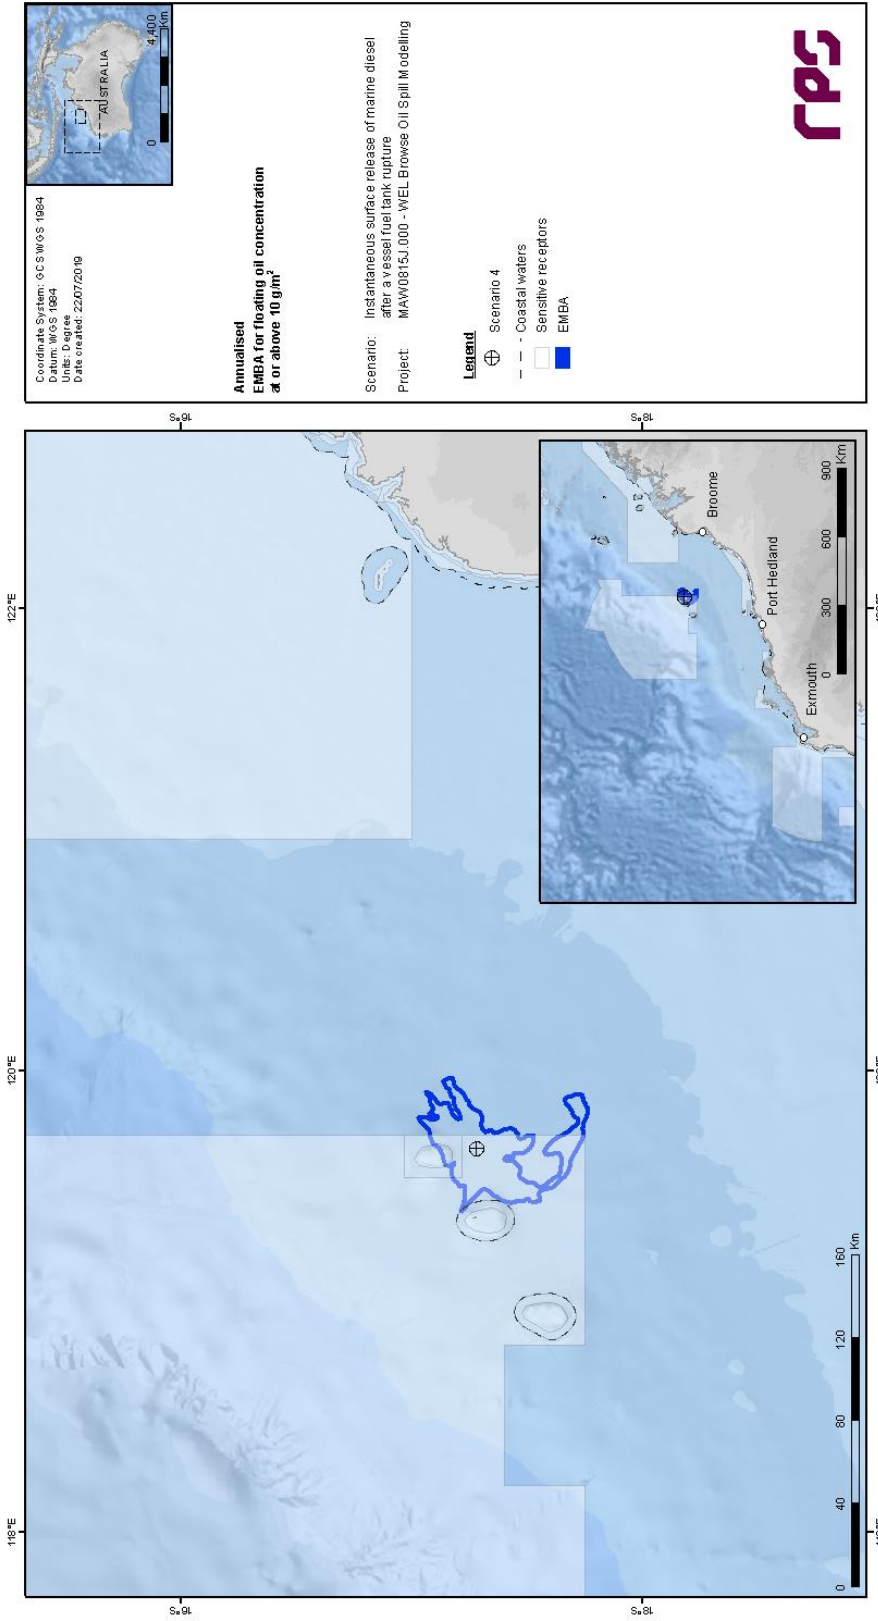 118°E
120°E
122°E
16°S
18°S
16°S
18°S
0 40 80 120 160
Km
Exmouth
Port Hedland
Broome
0 300 600 900
Km
Coordinate System: GCS WGS 1984
Datum: WGS 1984
Units: Degree
Date created: 22/07/2019
AUSTRALIA
0 4,400
Km
Annualised
EMBA for floating oil concentration
at or above 10 g/m²
Scenario: Instantaneous surface release of marine diesel
after a vessel fuel tank rupture
Project: MAW0815J.000 - WEL Browse Oil Spill Modelling
Legend
Scenario 4
Coastal waters
Sensitive receptors
EMBA
rps